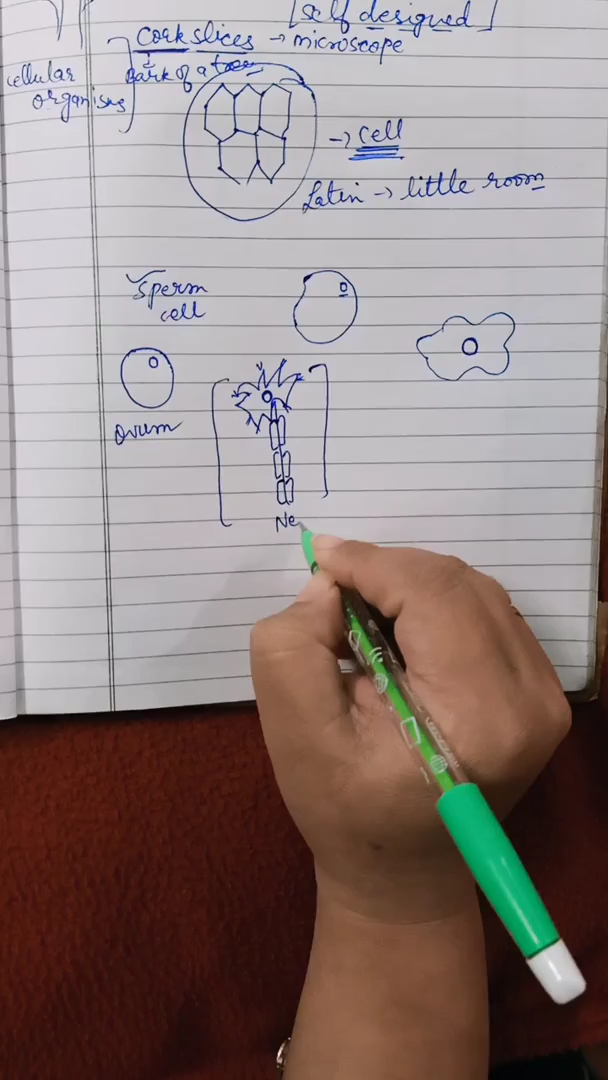 [self designed]
cork slices → microscope
Bark of a tree
cellular
organisms
→ cell
Latin → little room
Sperm
cell
ovum
Ne